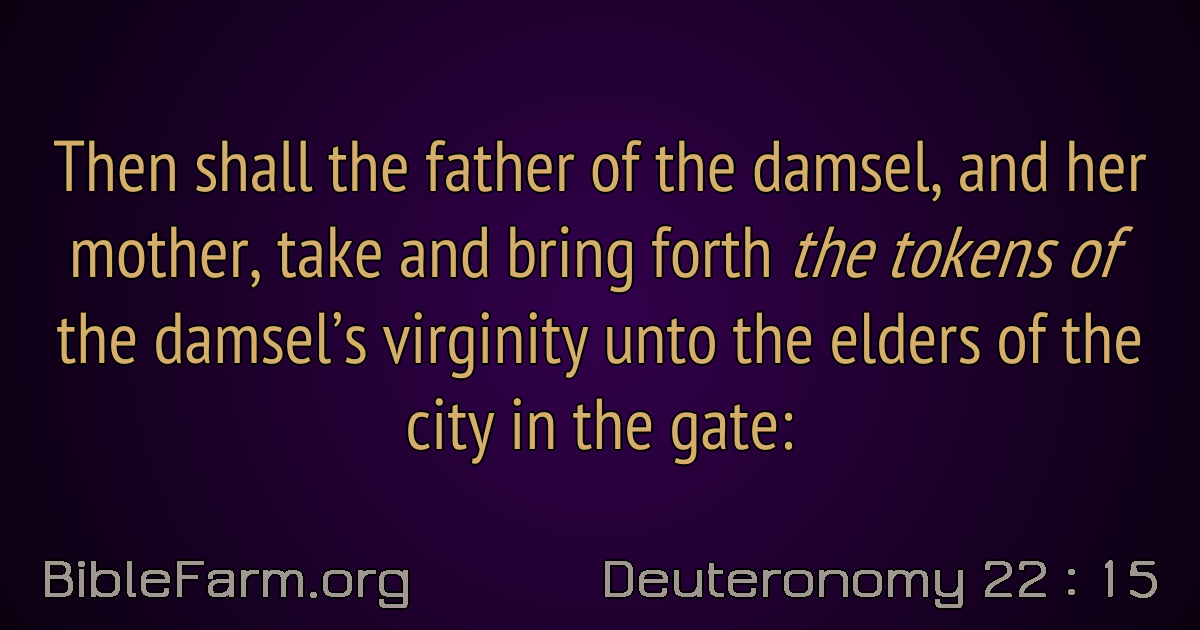 Then shall the father of the damsel, and her
mother, take and bring forth the tokens of
the damsel’s virginity unto the elders of the
city in the gate:
BibleFarm.org
Deuteronomy 22 : 15